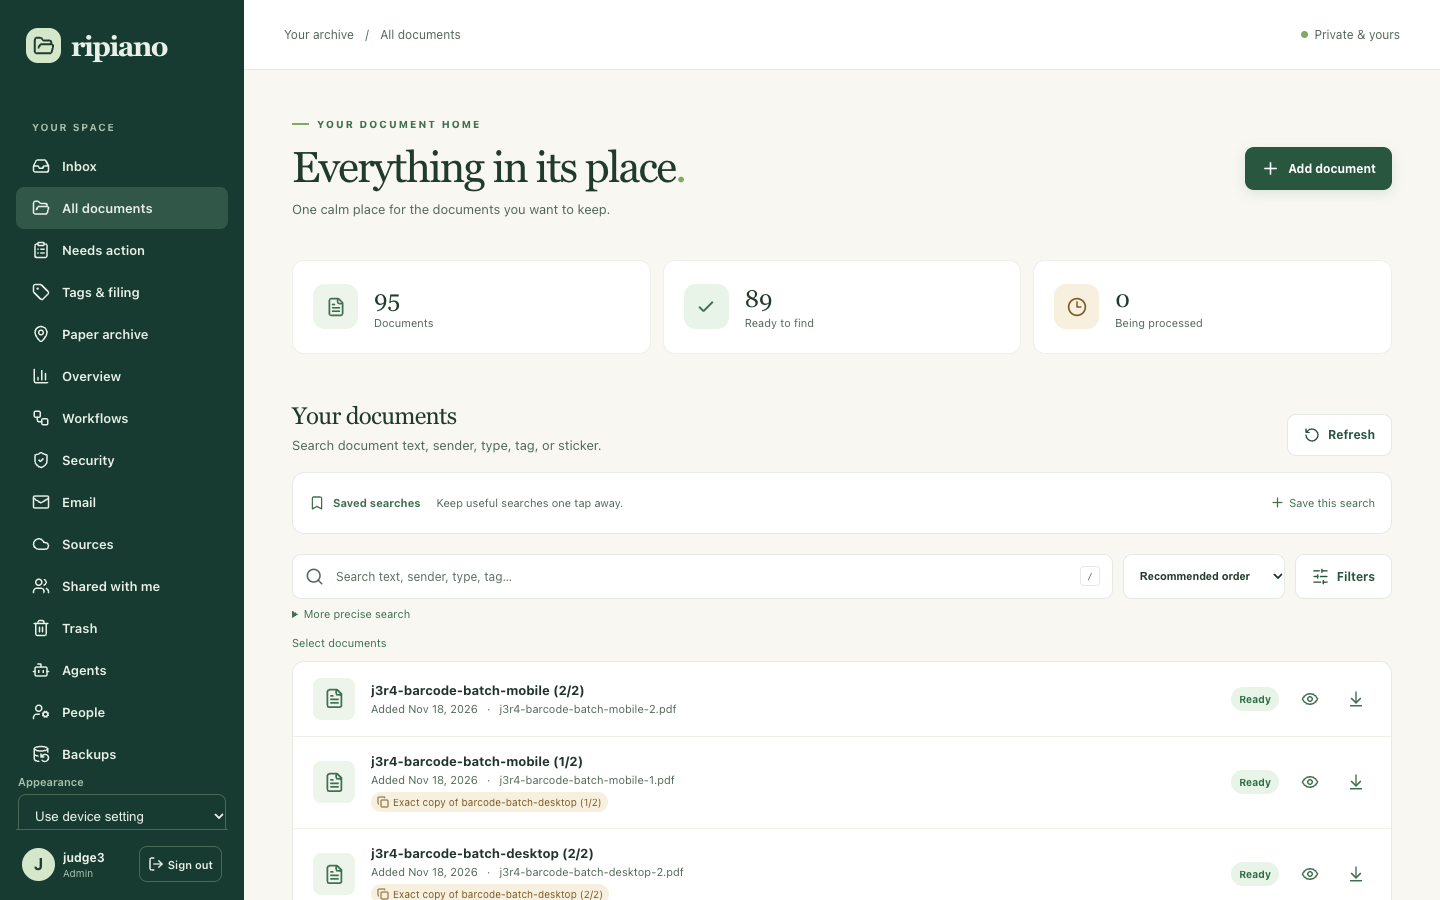 ripiano
YOUR SPACE
Inbox
All documents
Needs action
Tags & filing
Paper archive
Overview
Workflows
Security
Email
Sources
Shared with me
Trash
Agents
People
Backups
Appearance
Use device setting
J
judge3
Admin
Sign out
Your archive / All documents
Private & yours
YOUR DOCUMENT HOME
Everything in its place.
One calm place for the documents you want to keep.
Add document
95
Documents
89
Ready to find
0
Being processed
Your documents
Search document text, sender, type, tag, or sticker.
Refresh
Saved searches Keep useful searches one tap away.
Save this search
Search text, sender, type, tag...
/
Recommended order
Filters
More precise search
Select documents
j3r4-barcode-batch-mobile (2/2)
Added Nov 18, 2026 · j3r4-barcode-batch-mobile-2.pdf
Ready
j3r4-barcode-batch-mobile (1/2)
Added Nov 18, 2026 · j3r4-barcode-batch-mobile-1.pdf
Exact copy of barcode-batch-desktop (1/2)
Ready
j3r4-barcode-batch-desktop (2/2)
Added Nov 18, 2026 · j3r4-barcode-batch-desktop-2.pdf
Exact copy of barcode-batch-desktop (2/2)
Ready